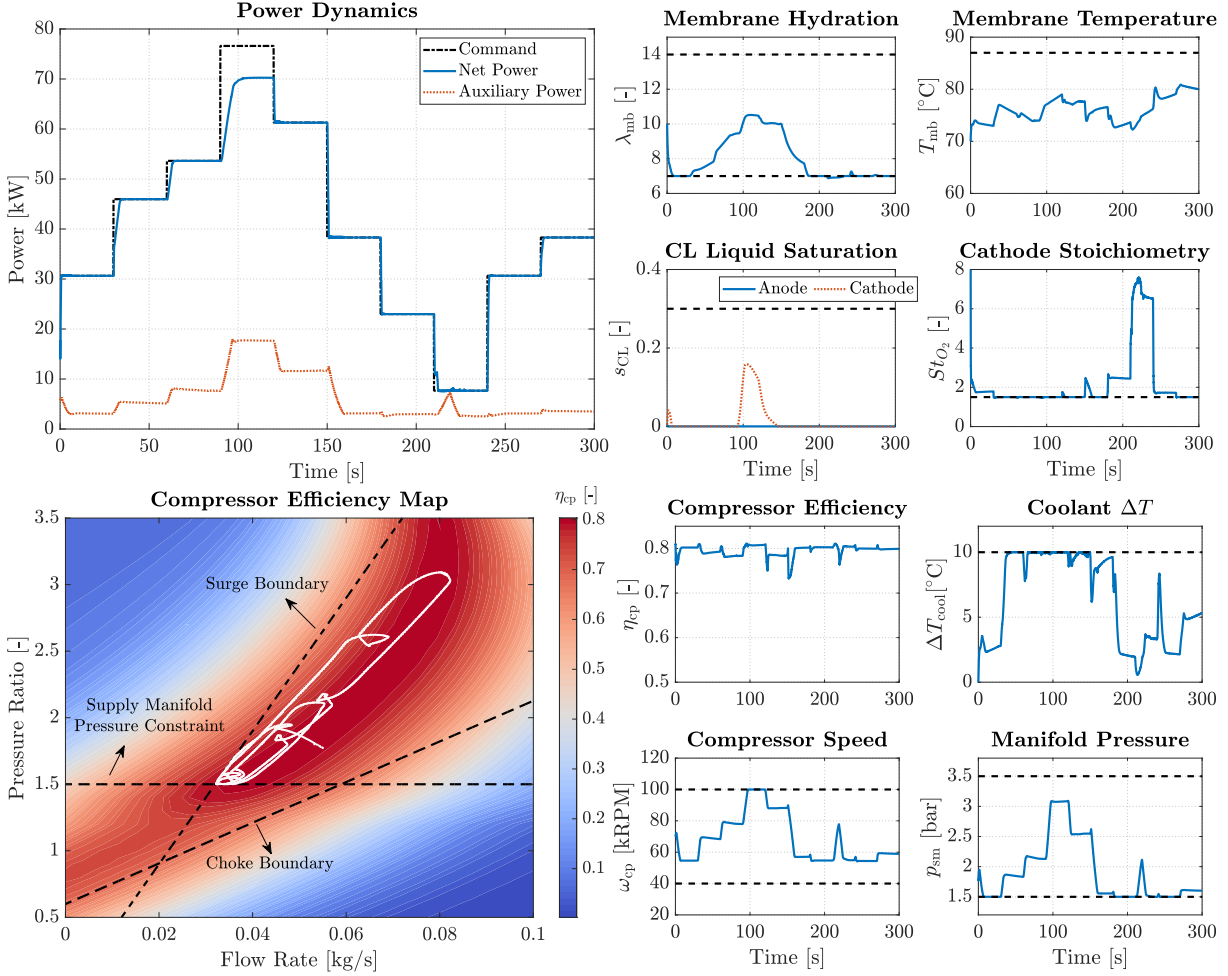 Power Dynamics
80
70
60
50
40
30
20
10
0
Power [kW]
Command
Net Power
Auxiliary Power
0 50 100 150 200 250 300
Time [s]
Membrane Hydration
14
12
10
8
6
λmb [-]
0 100 200 300
Membrane Temperature
90
80
70
60
Tmb [°C]
0 100 200 300
CL Liquid Saturation
0.4
0.2
0
sCL [-]
Anode
Cathode
0 100 200 300
Time [s]
Cathode Stoichiometry
8
6
4
2
0
StO2 [-]
0 100 200 300
Time [s]
Compressor Efficiency Map
3.5
3
2.5
2
1.5
1
0.5
Pressure Ratio [-]
Surge Boundary
Supply Manifold
Pressure Constraint
Choke Boundary
0 0.02 0.04 0.06 0.08 0.1
Flow Rate [kg/s]
ηcp [-]
0.8
0.7
0.6
0.5
0.4
0.3
0.2
0.1
Compressor Efficiency
0.8
0.7
0.6
0.5
ηcp [-]
0 100 200 300
Coolant ΔT
10
5
0
ΔTcool[°C]
0 100 200 300
Compressor Speed
120
100
80
60
40
20
ωcp [kRPM]
0 100 200 300
Time [s]
Manifold Pressure
3.5
3
2.5
2
1.5
psm [bar]
0 100 200 300
Time [s]